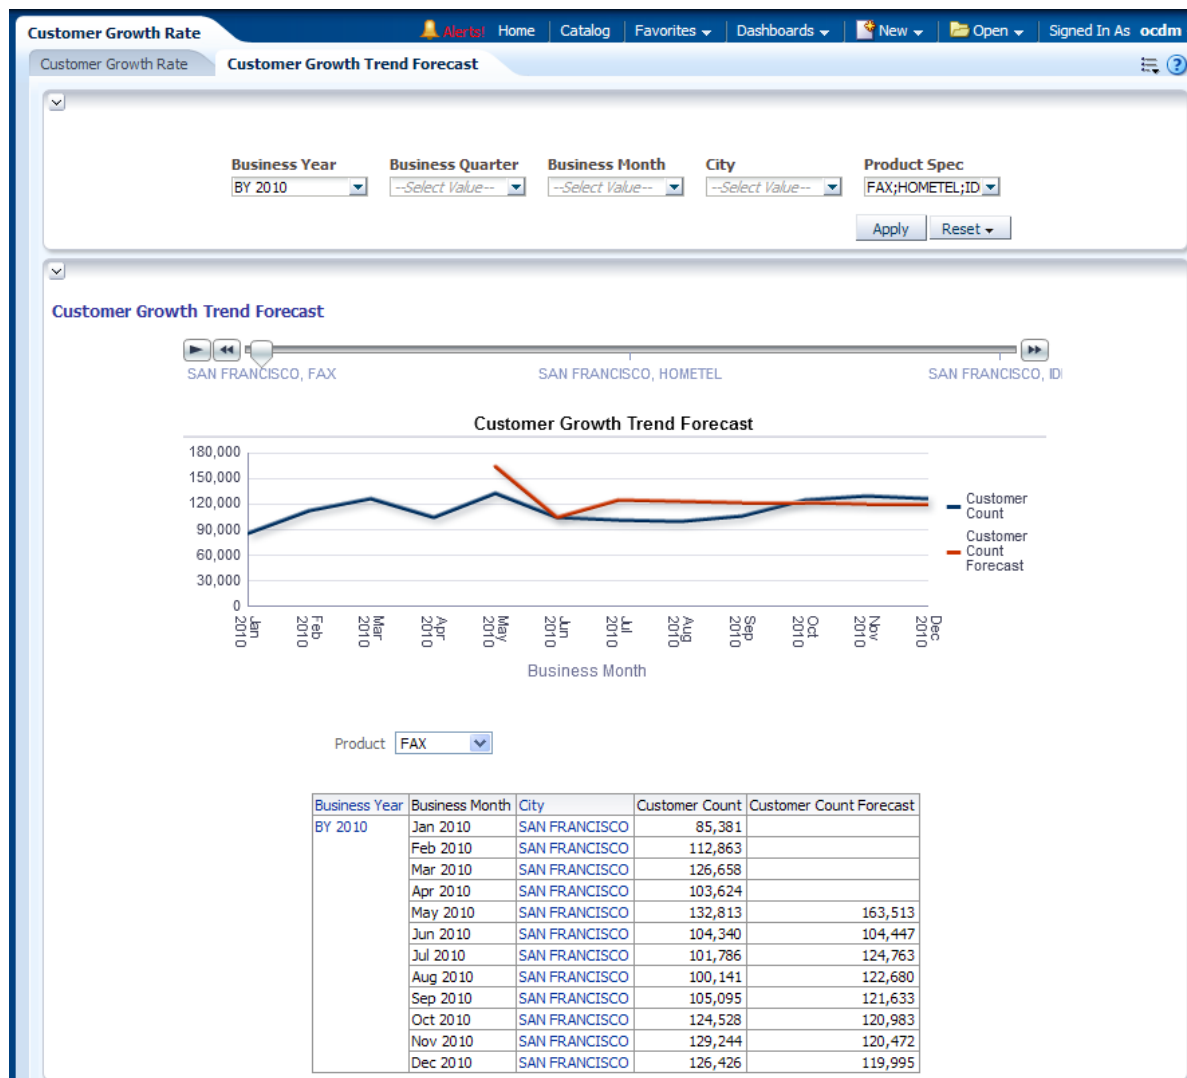 Customer Growth Rate
Alerts! Home Catalog Favorites Dashboards New Open Signed In As ocdm
Customer Growth Rate Customer Growth Trend Forecast
Business Year Business Quarter Business Month City Product Spec
BY 2010 --Select Value-- --Select Value-- --Select Value-- FAX;HOMETEL;ID
Apply Reset
Customer Growth Trend Forecast
SAN FRANCISCO, FAX SAN FRANCISCO, HOMETEL SAN FRANCISCO, ID
Customer Growth Trend Forecast
180,000
150,000
120,000
90,000
60,000
30,000
0
Customer
Count
Customer
Count
Forecast
Jan 2010 Feb 2010 Mar 2010 Apr 2010 May 2010 Jun 2010 Jul 2010 Aug 2010 Sep 2010 Oct 2010 Nov 2010 Dec 2010
Business Month
Product FAX
Business Year Business Month City Customer Count Customer Count Forecast
BY 2010 Jan 2010 SAN FRANCISCO 85,381
Feb 2010 SAN FRANCISCO 112,863
Mar 2010 SAN FRANCISCO 126,658
Apr 2010 SAN FRANCISCO 103,624
May 2010 SAN FRANCISCO 132,813 163,513
Jun 2010 SAN FRANCISCO 104,340 104,447
Jul 2010 SAN FRANCISCO 101,786 124,763
Aug 2010 SAN FRANCISCO 100,141 122,680
Sep 2010 SAN FRANCISCO 105,095 121,633
Oct 2010 SAN FRANCISCO 124,528 120,983
Nov 2010 SAN FRANCISCO 129,244 120,472
Dec 2010 SAN FRANCISCO 126,426 119,995